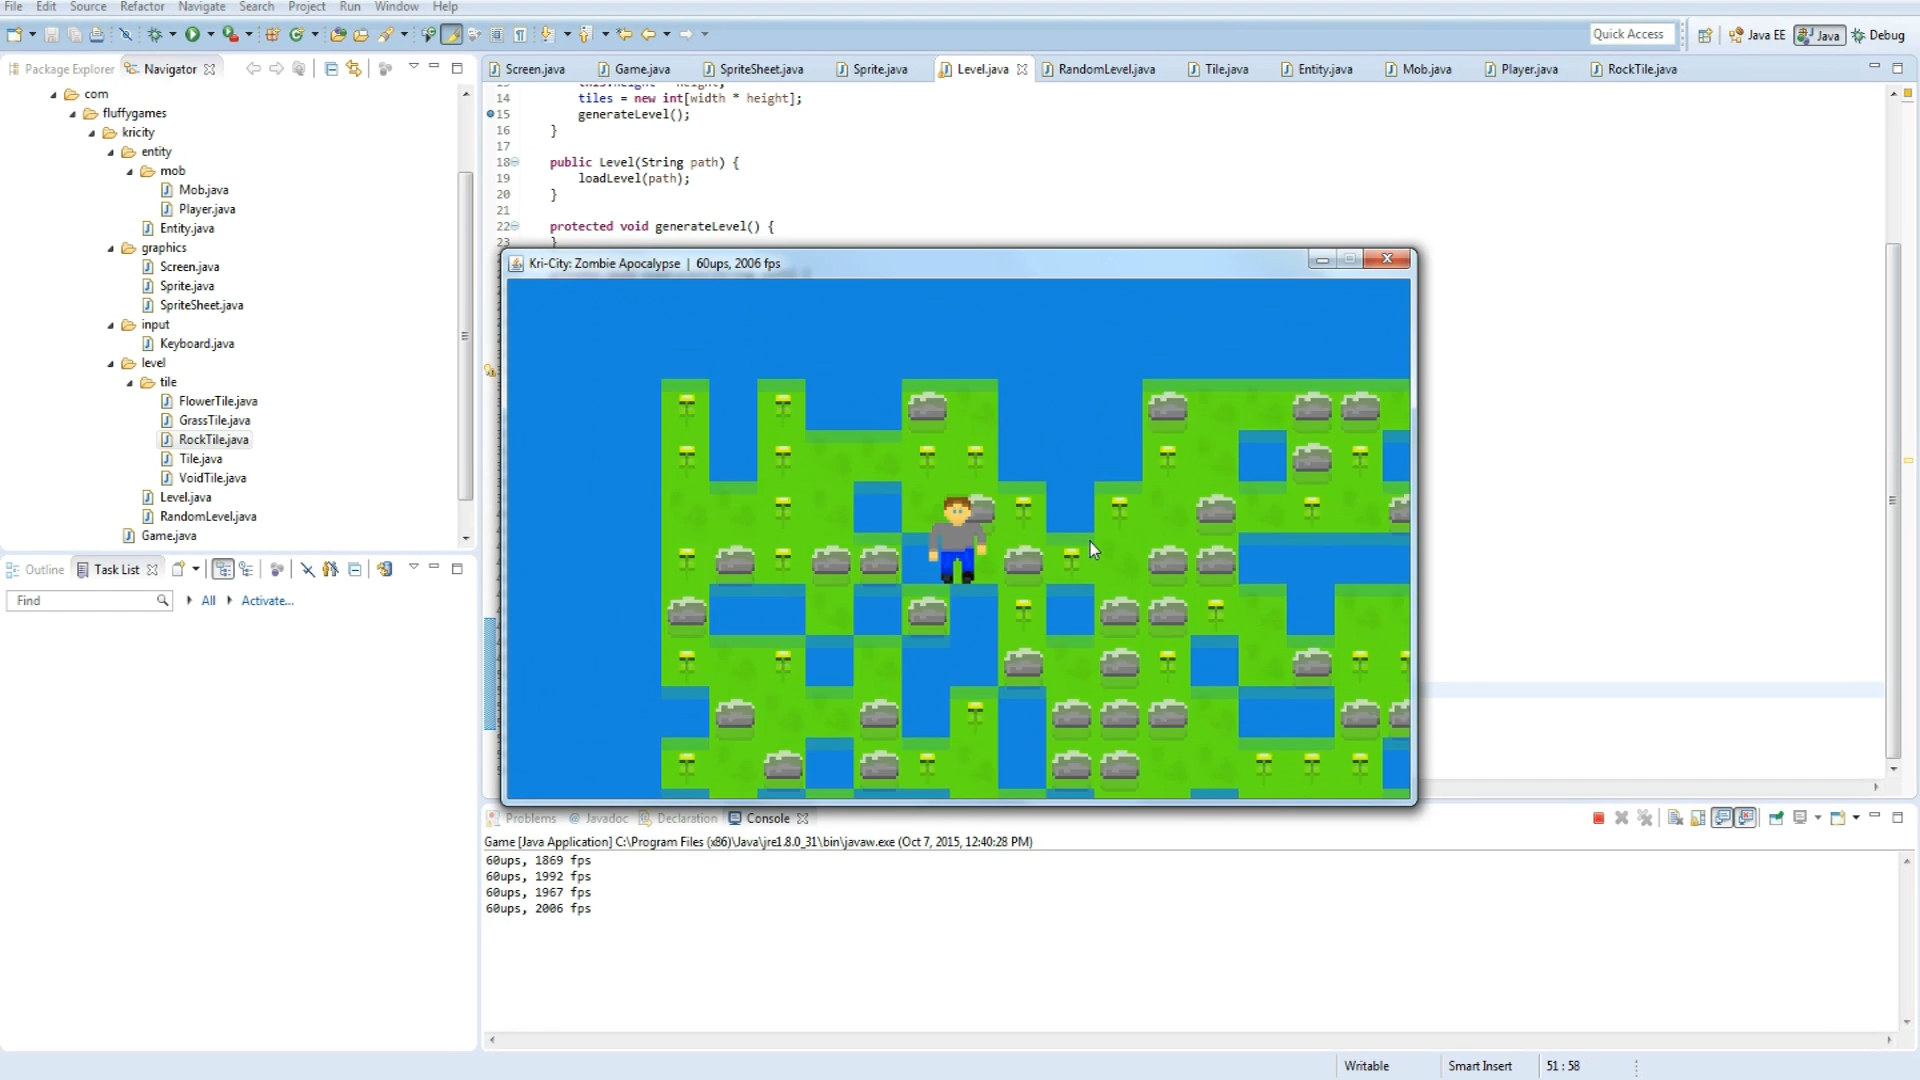 File Edit Source Refactor Navigate Search Project Run Window Help
Quick Access
Java EE
Java
Debug
Package Explorer
Navigator
Screen.java
Game.java
SpriteSheet.java
Sprite.java
Level.java
RandomLevel.java
Tile.java
Entity.java
Mob.java
Player.java
RockTile.java
com
fluffygames
kricity
entity
mob
Mob.java
Player.java
Entity.java
graphics
Screen.java
Sprite.java
SpriteSheet.java
input
Keyboard.java
level
tile
FlowerTile.java
GrassTile.java
RockTile.java
Tile.java
VoidTile.java
Level.java
RandomLevel.java
Game.java
14 tiles = new int[width * height];
15 generateLevel();
16 }
17
18 public Level(String path) {
19 loadLevel(path);
20 }
21
22 protected void generateLevel() {
23 }
Kri-City: Zombie Apocalypse | 60ups, 2006 fps
Outline
Task List
Find
All
Activate...
Problems
Javadoc
Declaration
Console
Game [Java Application] C:\Program Files (x86)\Java\jre1.8.0_31\bin\javaw.exe (Oct 7, 2015, 12:40:28 PM)
60ups, 1869 fps
60ups, 1992 fps
60ups, 1967 fps
60ups, 2006 fps
Writable
Smart Insert
51 : 58